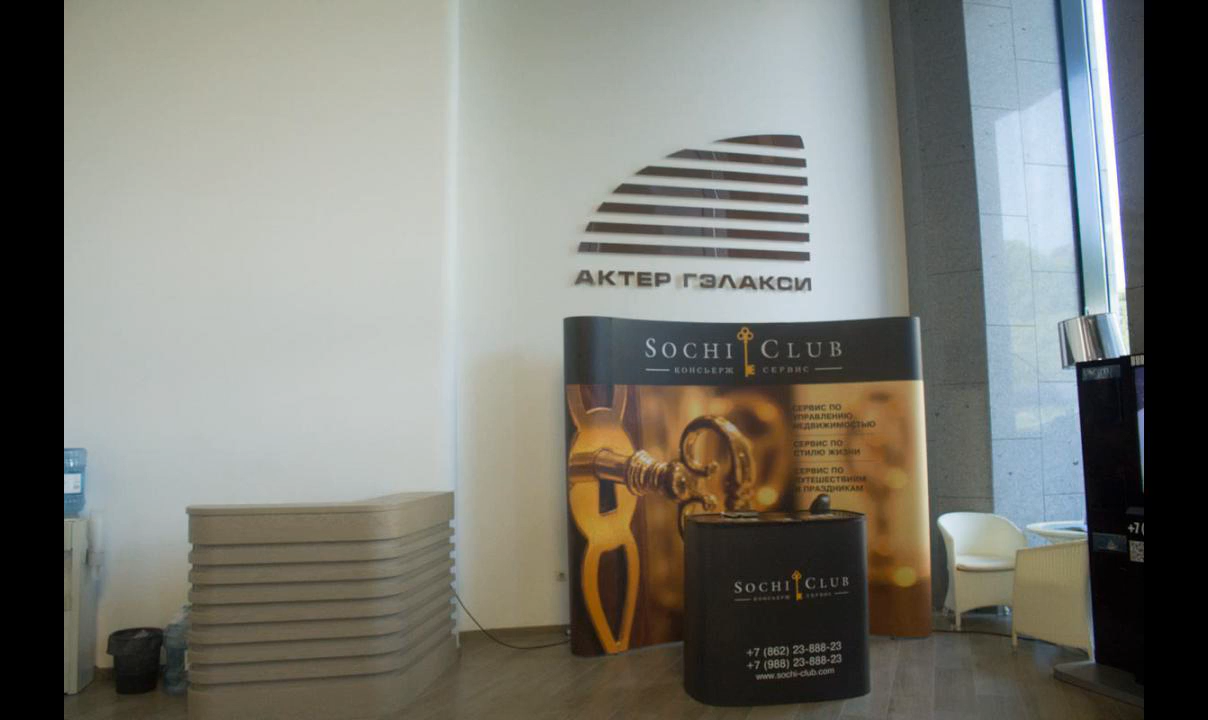 АКТЕР ГЭЛАКСИ
SOCHI CLUB
КОНСЬЕРЖ СЕРВИС
СЕРВИС ПО
УПРАВЛЕНИЮ
НЕДВИЖИМОСТЬЮ
СЕРВИС ПО
СТИЛЮ ЖИЗНИ
СЕРВИС ПО
ПУТЕШЕСТВИЯМ
И ПРАЗДНИКАМ
SOCHI CLUB
КОНСЬЕРЖ СЕРВИС
+7 (862) 23-888-23
+7 (988) 23-888-23
www.sochi-club.com